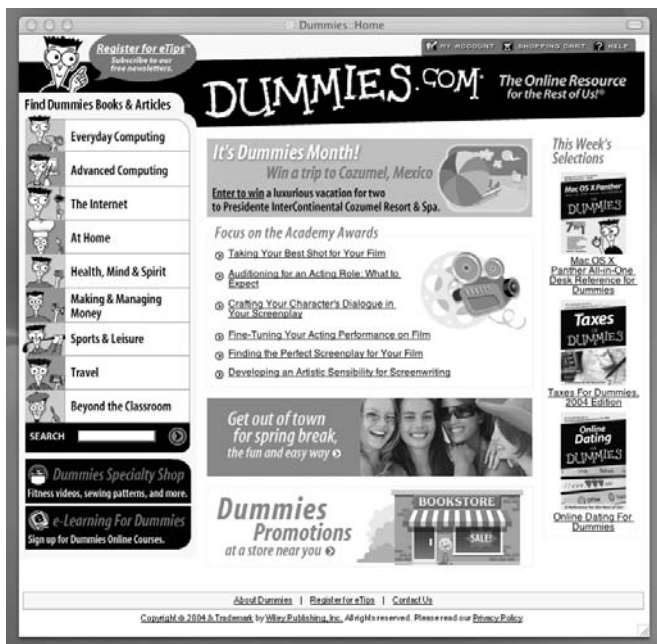 Dummies::Home
Register for eTips™
Subscribe to our
free newsletters.
MY ACCOUNT
SHOPPING CART
HELP
DUMMIES.COM
The Online Resource
for the Rest of Us!®
Find Dummies Books & Articles
Everyday Computing
Advanced Computing
The Internet
At Home
Health, Mind & Spirit
Making & Managing
Money
Sports & Leisure
Travel
Beyond the Classroom
SEARCH
Dummies Specialty Shop
Fitness videos, sewing patterns, and more.
e-Learning For Dummies
Sign up for Dummies Online Courses.
It's Dummies Month!
Win a trip to Cozumel, Mexico
Enter to win a luxurious vacation for two
to Presidente InterContinental Cozumel Resort & Spa.
Focus on the Academy Awards
Taking Your Best Shot for Your Film
Auditioning for an Acting Role: What to
Expect
Crafting Your Character's Dialogue in
Your Screenplay
Fine-Tuning Your Acting Performance on Film
Finding the Perfect Screenplay for Your Film
Developing an Artistic Sensibility for Screenwriting
Get out of town
for spring break,
the fun and easy way
BOOKSTORE
SALE!
Dummies
Promotions
at a store near you
This Week's
Selections
Mac OS X Panther
DUMMIES
Mac OS X
Panther All-in-One
Desk Reference for
Dummies
Taxes
DUMMIES
Taxes For Dummies,
2004 Edition
Online
Dating
DUMMIES
Online Dating For
Dummies
About Dummies | Register for eTips | Contact Us
Copyright © 2004 & Trademark by Wiley Publishing, Inc. All rights reserved. Please read our Privacy Policy.